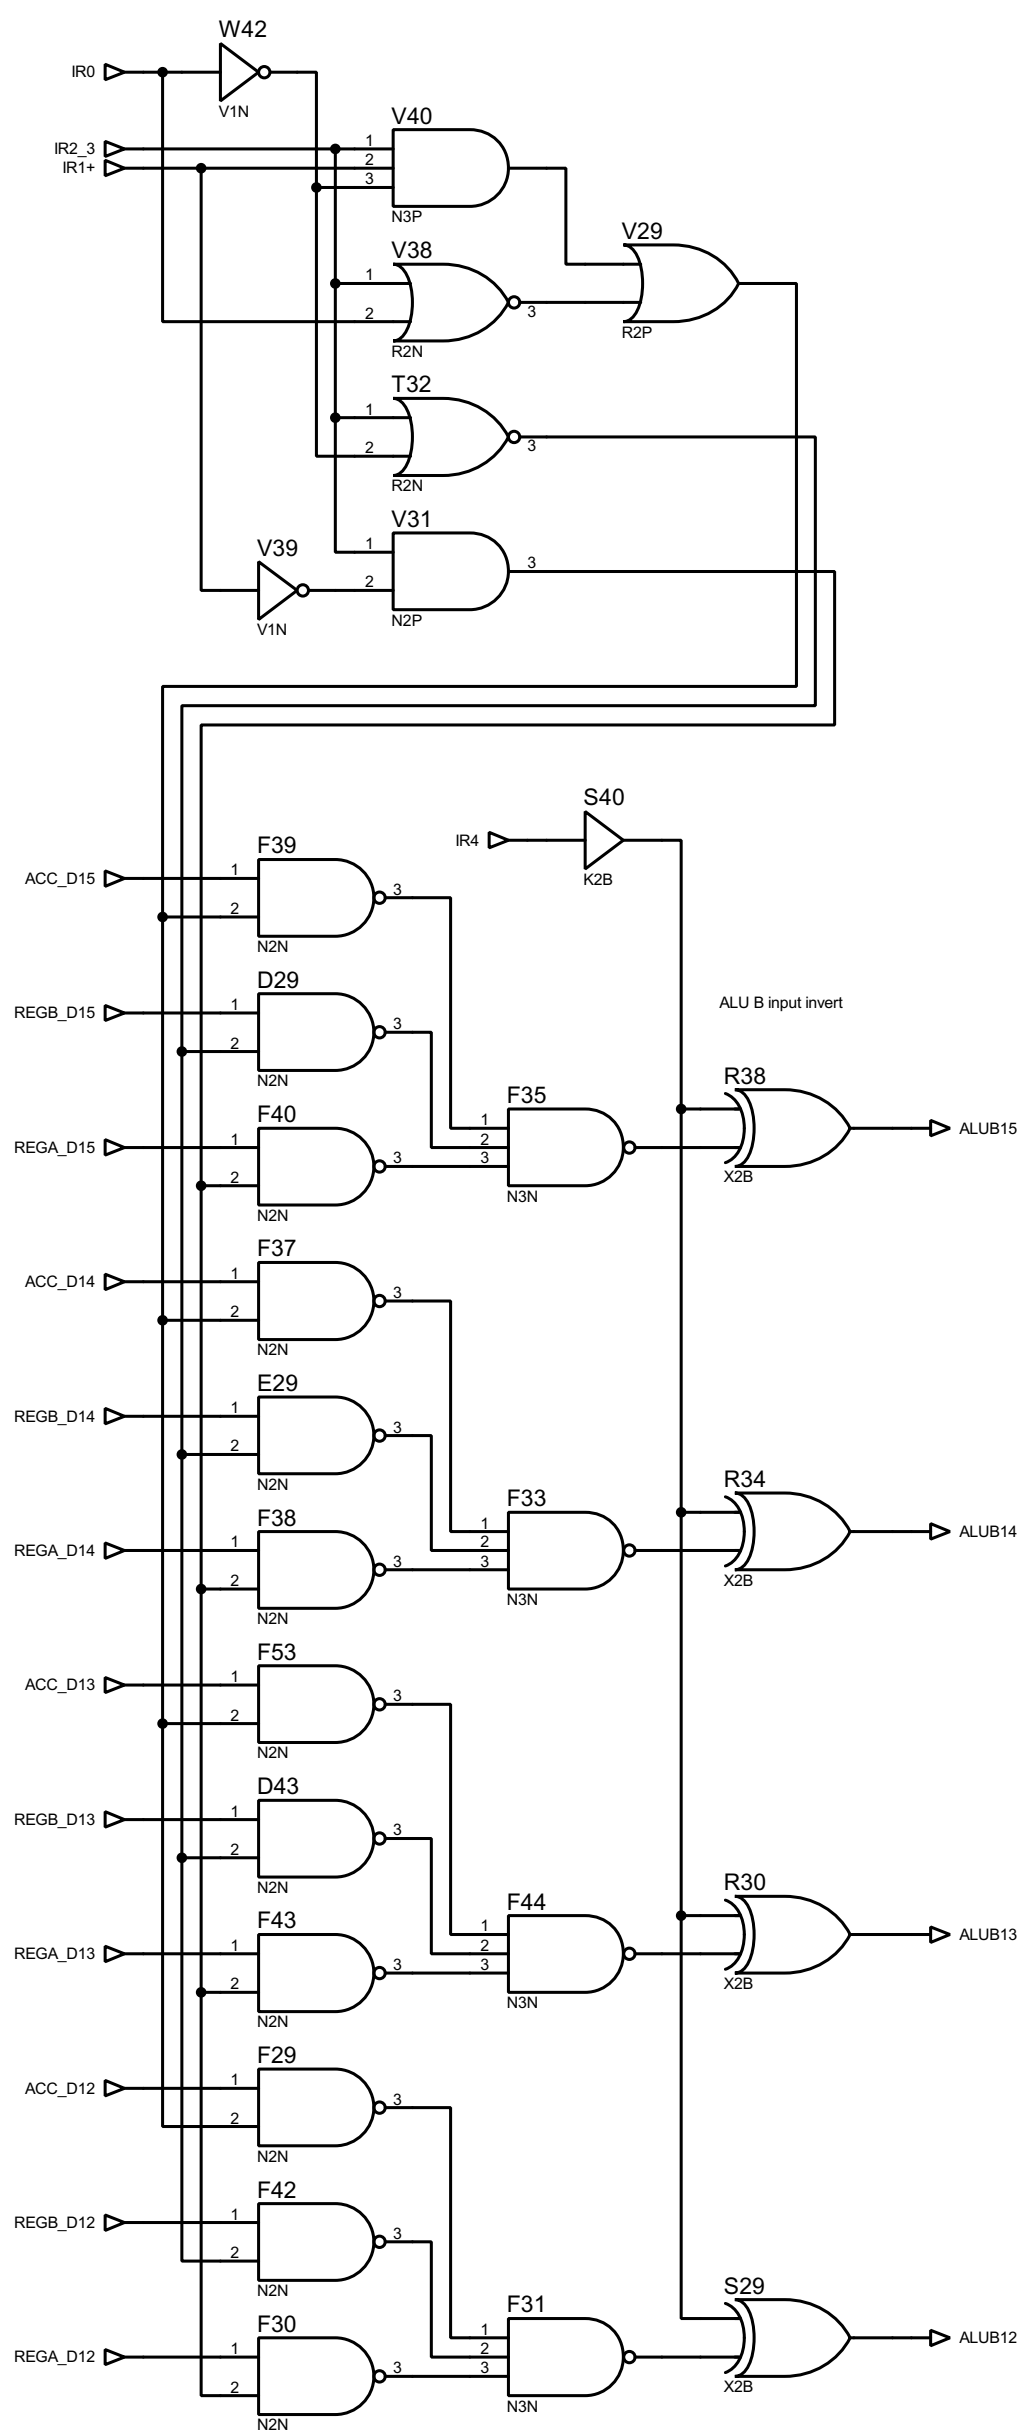 W42
IR0
V1N
V40
IR2_3 1
IR1+ 2
3
N3P
V29
V38
1
2 3
R2N R2P
T32
1
2 3
R2N
V31
V39 1 3
2
V1N N2P
S40
IR4
K2B
F39
ACC_D15 1 3
2
N2N
D29
REGB_D15 1 3
2
N2N
ALU B input invert
F40
REGA_D15 1 3
2
N2N
F35
1
2
3
N3N
R38
ALUB15
X2B
F37
ACC_D14 1 3
2
N2N
E29
REGB_D14 1 3
2
N2N
F38
REGA_D14 1 3
2
N2N
F33
1
2
3
N3N
R34
ALUB14
X2B
F53
ACC_D13 1 3
2
N2N
D43
REGB_D13 1 3
2
N2N
F43
REGA_D13 1 3
2
N2N
F44
1
2
3
N3N
R30
ALUB13
X2B
F29
ACC_D12 1 3
2
N2N
F42
REGB_D12 1 3
2
N2N
F30
REGA_D12 1 3
2
N2N
F31
1
2
3
N3N
S29
ALUB12
X2B